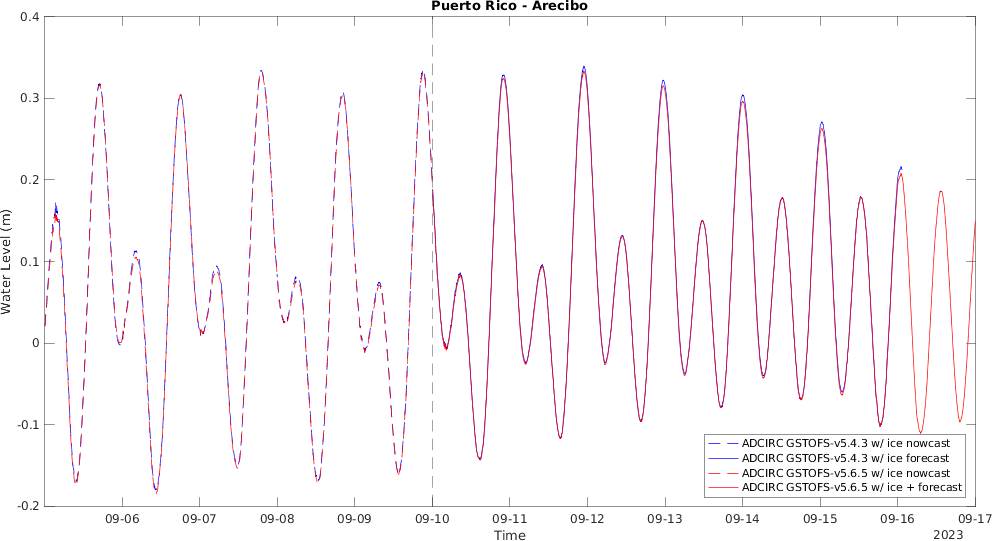 Puerto Rico - Arecibo
0.4
0.3
0.2
0.1
0
-0.1
-0.2
Water Level (m)
ADCIRC GSTOFS-v5.4.3 w/ ice nowcast
ADCIRC GSTOFS-v5.4.3 w/ ice forecast
ADCIRC GSTOFS-v5.6.5 w/ ice nowcast
ADCIRC GSTOFS-v5.6.5 w/ ice + forecast
09-06 09-07 09-08 09-09 09-10 09-11 09-12 09-13 09-14 09-15 09-16 09-17
Time
2023